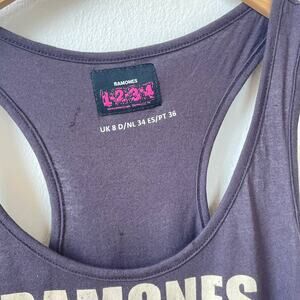 RAMONES
1-2-3-4
UK 8 D/NL 34 ES/PT 36
RAMONES